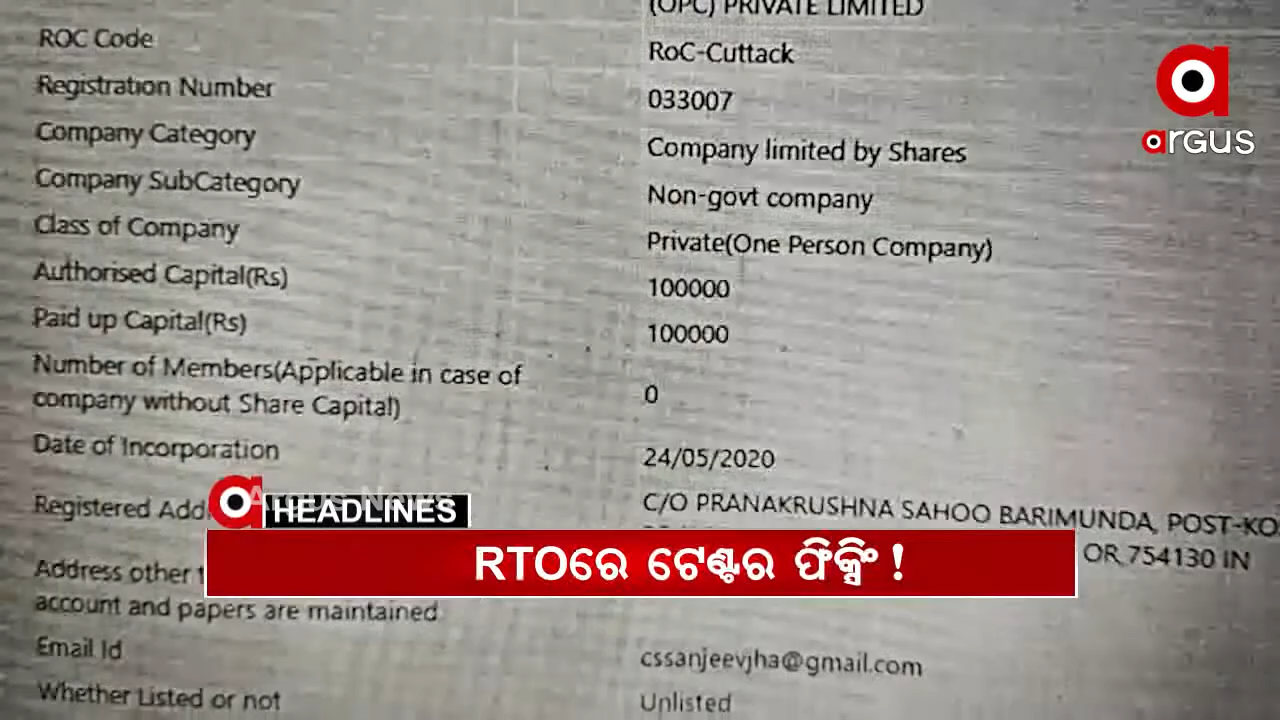 (OPC) PRIVATE LIMITED
ROC Code
RoC-Cuttack
Registration Number
033007
Company Category
Company limited by Shares
Company SubCategory
Non-govt company
Class of Company
Private(One Person Company)
Authorised Capital(Rs)
100000
Paid up Capital(Rs)
100000
Number of Members(Applicable in case of
company without Share Capital)
0
Date of Incorporation
24/05/2020
Registered Add
C/O PRANAKRUSHNA SAHOO BARIMUNDA, POST-KO
OR 754130 IN
Address other
account and papers are maintained
Email Id
cssanjeevjha@gmail.com
Whether Listed or not
Unlisted
argus
Argus News
HEADLINES
RTOରେ ଟେଣ୍ଡର ଫିକ୍ସିଂ !